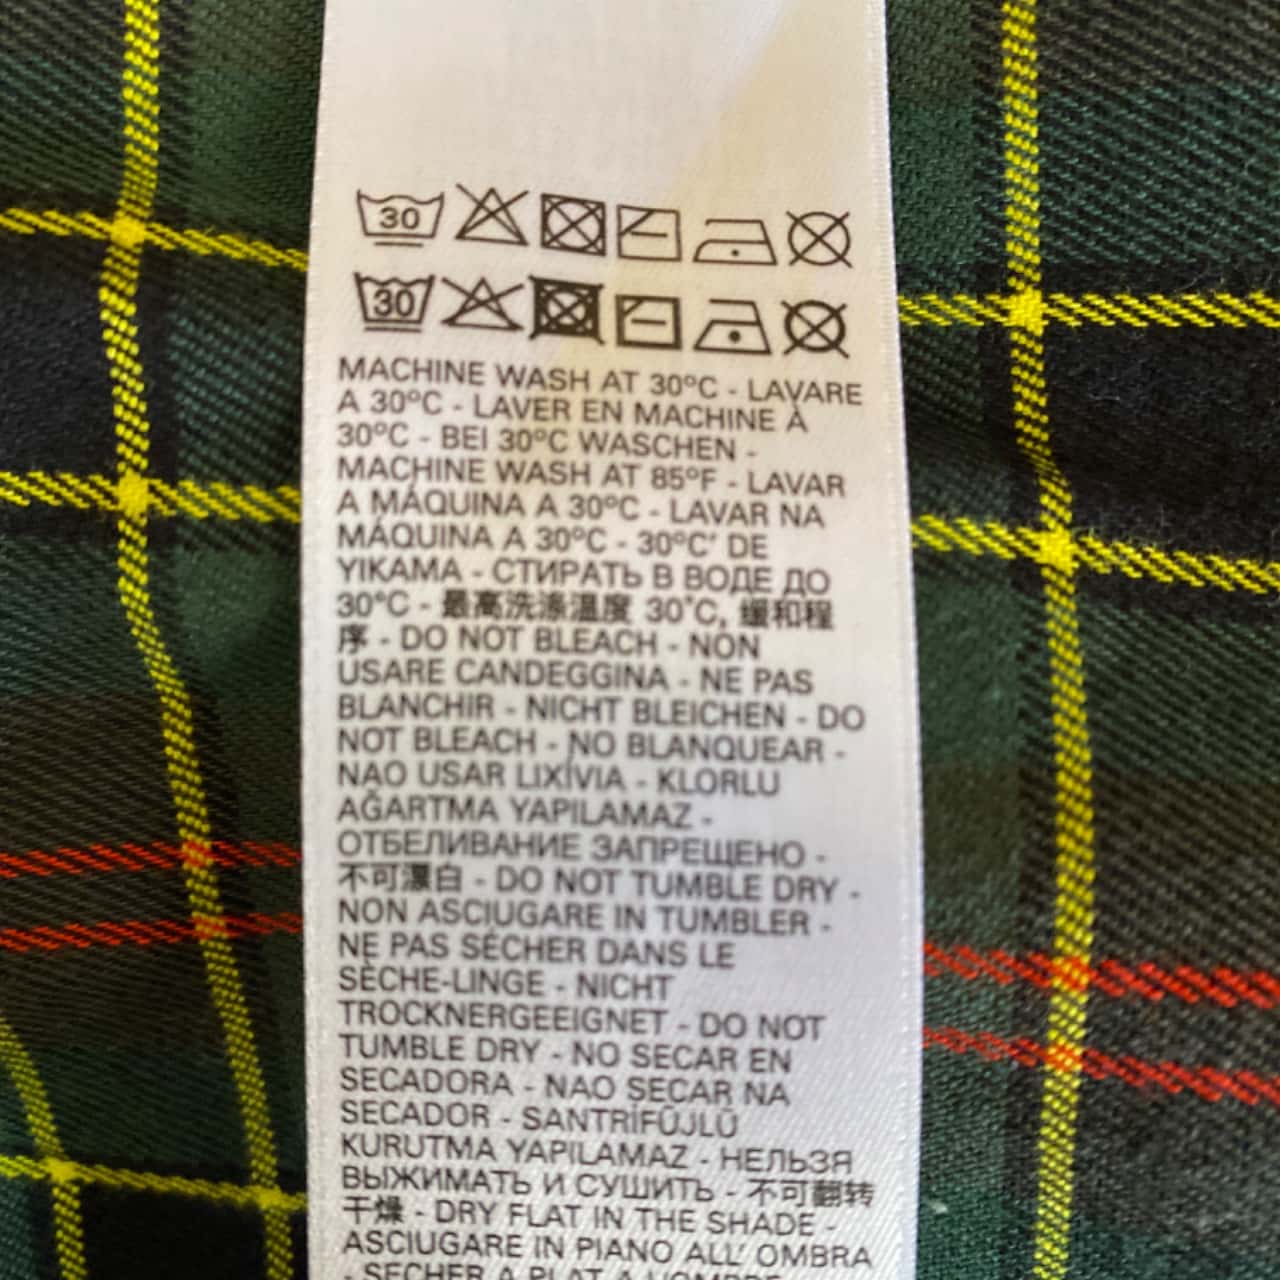 30
30
MACHINE WASH AT 30°C - LAVARE
A 30°C - LAVER EN MACHINE À
30°C - BEI 30°C WASCHEN -
MACHINE WASH AT 85°F - LAVAR
A MÁQUINA A 30°C - LAVAR NA
MÁQUINA A 30°C - 30°C' DE
YIKAMA - СТИРАТЬ В ВОДЕ ДО
30°C - 最高洗涤温度 30°C, 缓和程
序 - DO NOT BLEACH - NON
USARE CANDEGGINA - NE PAS
BLANCHIR - NICHT BLEICHEN - DO
NOT BLEACH - NO BLANQUEAR -
NAO USAR LIXÍVIA - KLORLU
AĞARTMA YAPILAMAZ -
ОТБЕЛИВАНИЕ ЗАПРЕЩЕНО -
不可漂白 - DO NOT TUMBLE DRY -
NON ASCIUGARE IN TUMBLER -
NE PAS SÉCHER DANS LE
SÈCHE-LINGE - NICHT
TROCKNERGEEIGNET - DO NOT
TUMBLE DRY - NO SECAR EN
SECADORA - NAO SECAR NA
SECADOR - SANTRİFÜJLÜ
KURUTMA YAPILAMAZ - НЕЛЬЗЯ
ВЫЖИМАТЬ И СУШИТЬ - 不可翻转
干燥 - DRY FLAT IN THE SHADE -
ASCIUGARE IN PIANO ALL' OMBRA
- SÉCHER A PLAT A L'OMBRE